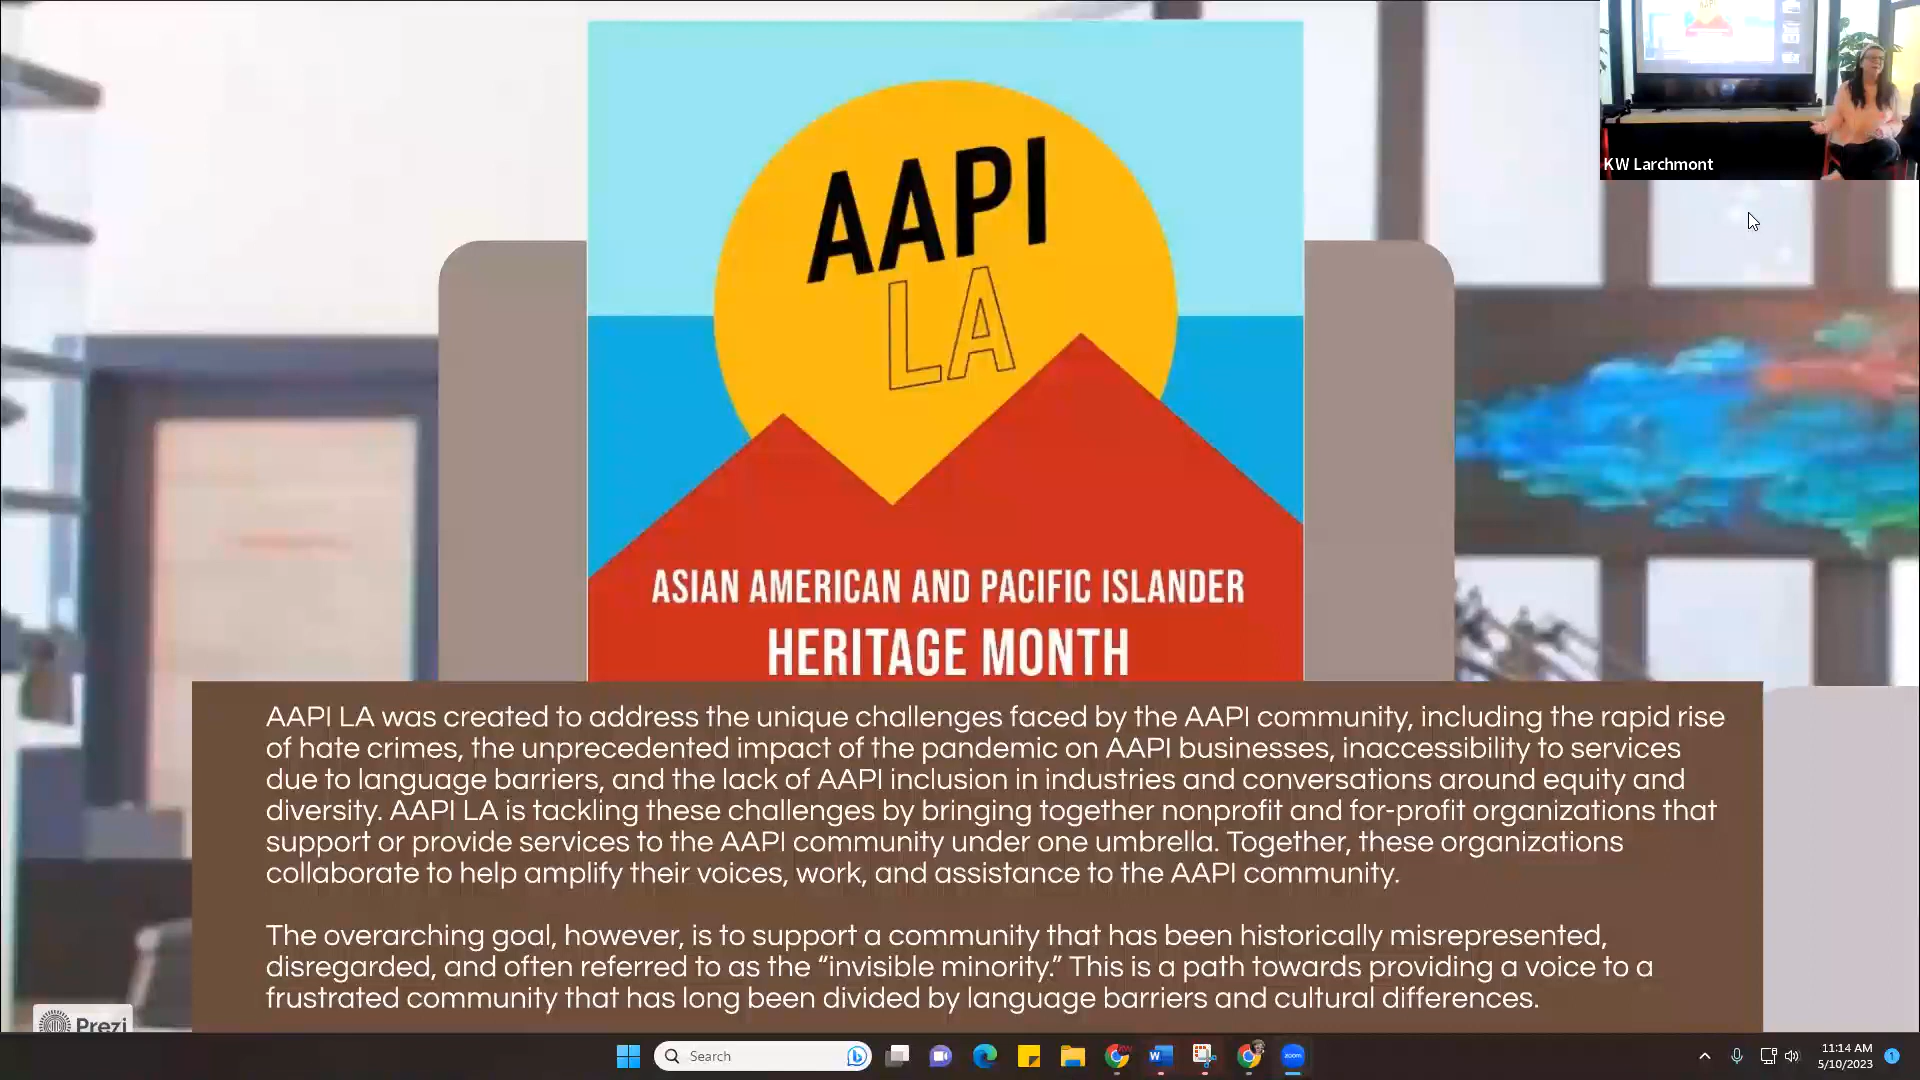 AAPI
LA
ASIAN AMERICAN AND PACIFIC ISLANDER
HERITAGE MONTH
KW Larchmont
AAPI LA was created to address the unique challenges faced by the AAPI community, including the rapid rise
of hate crimes, the unprecedented impact of the pandemic on AAPI businesses, inaccessibility to services
due to language barriers, and the lack of AAPI inclusion in industries and conversations around equity and
diversity. AAPI LA is tackling these challenges by bringing together nonprofit and for-profit organizations that
support or provide services to the AAPI community under one umbrella. Together, these organizations
collaborate to help amplify their voices, work, and assistance to the AAPI community.
The overarching goal, however, is to support a community that has been historically misrepresented,
disregarded, and often referred to as the “invisible minority.” This is a path towards providing a voice to a
frustrated community that has long been divided by language barriers and cultural differences.
Prezi
Search
zoom
11:14 AM
5/10/2023
1